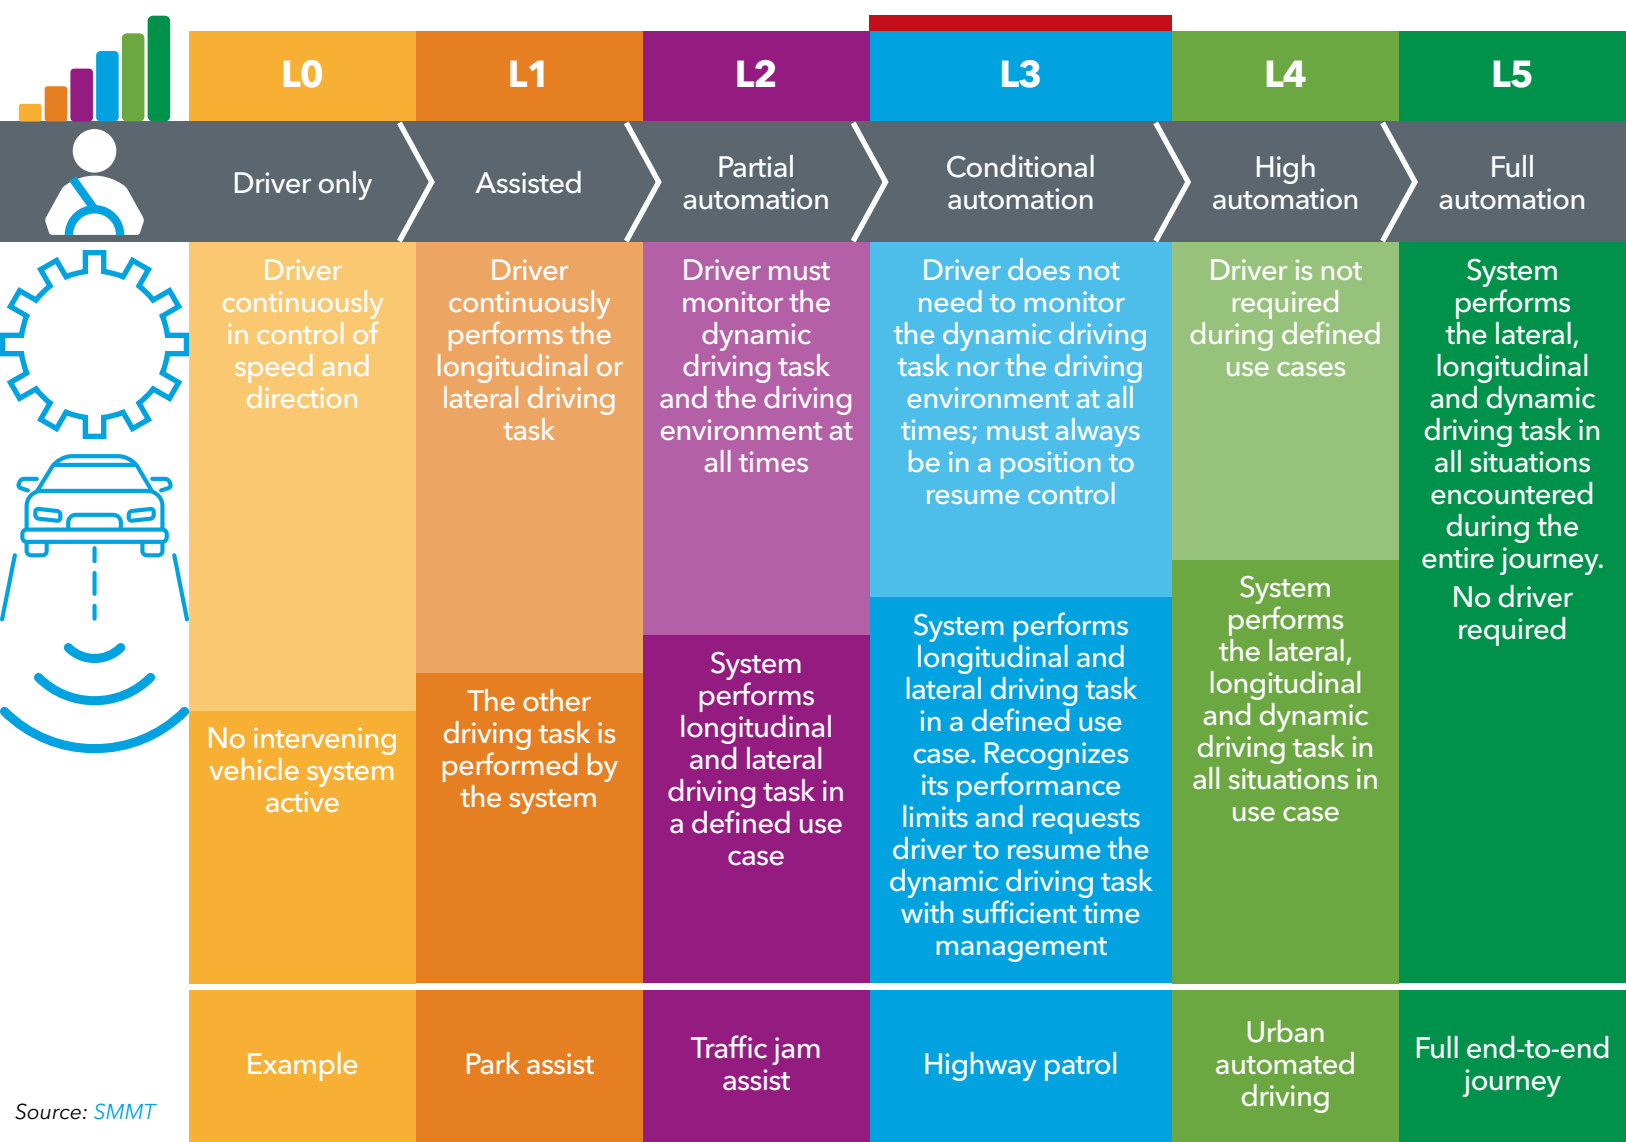 L0
L1
L2
L3
L4
L5
Driver only
Assisted
Partial
automation
Conditional
automation
High
automation
Full
automation
Driver
continuously
in control of
speed and
direction
No intervening
vehicle system
active
Driver
continuously
performs the
longitudinal or
lateral driving
task
The other
driving task is
performed by
the system
Driver must
monitor the
dynamic
driving task
and the driving
environment at
all times
System
performs
longitudinal
and lateral
driving task in
a defined use
case
Driver does not
need to monitor
the dynamic driving
task nor the driving
environment at all
times; must always
be in a position to
resume control
System performs
longitudinal and
lateral driving task
in a defined use
case. Recognizes
its performance
limits and requests
driver to resume the
dynamic driving task
with sufficient time
management
Driver is not
required
during defined
use cases
System
performs
the lateral,
longitudinal
and dynamic
driving task in
all situations in
use case
System
performs
the lateral,
longitudinal
and dynamic
driving task in
all situations
encountered
during the
entire journey.
No driver
required
Example
Park assist
Traffic jam
assist
Highway patrol
Urban
automated
driving
Full end-to-end
journey
Source: SMMT